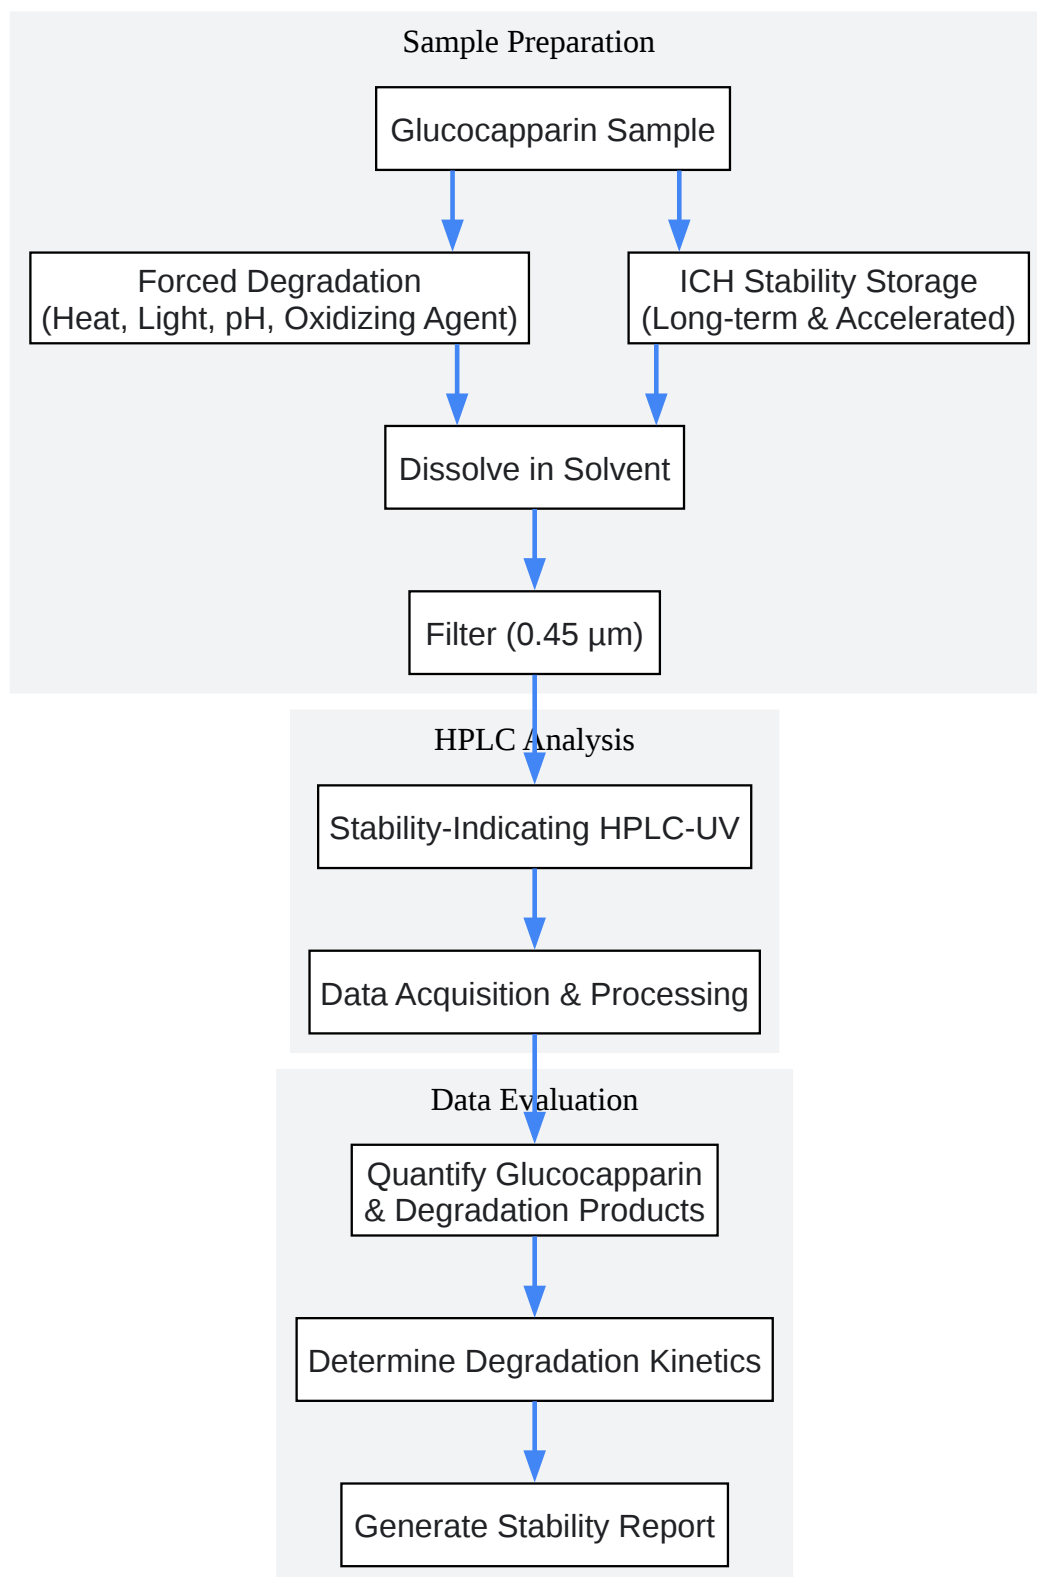 Sample Preparation
Glucocapparin Sample
Forced Degradation
(Heat, Light, pH, Oxidizing Agent)
ICH Stability Storage
(Long-term & Accelerated)
Dissolve in Solvent
Filter (0.45 µm)
HPLC Analysis
Stability-Indicating HPLC-UV
Data Acquisition & Processing
Data Evaluation
Quantify Glucocapparin
& Degradation Products
Determine Degradation Kinetics
Generate Stability Report